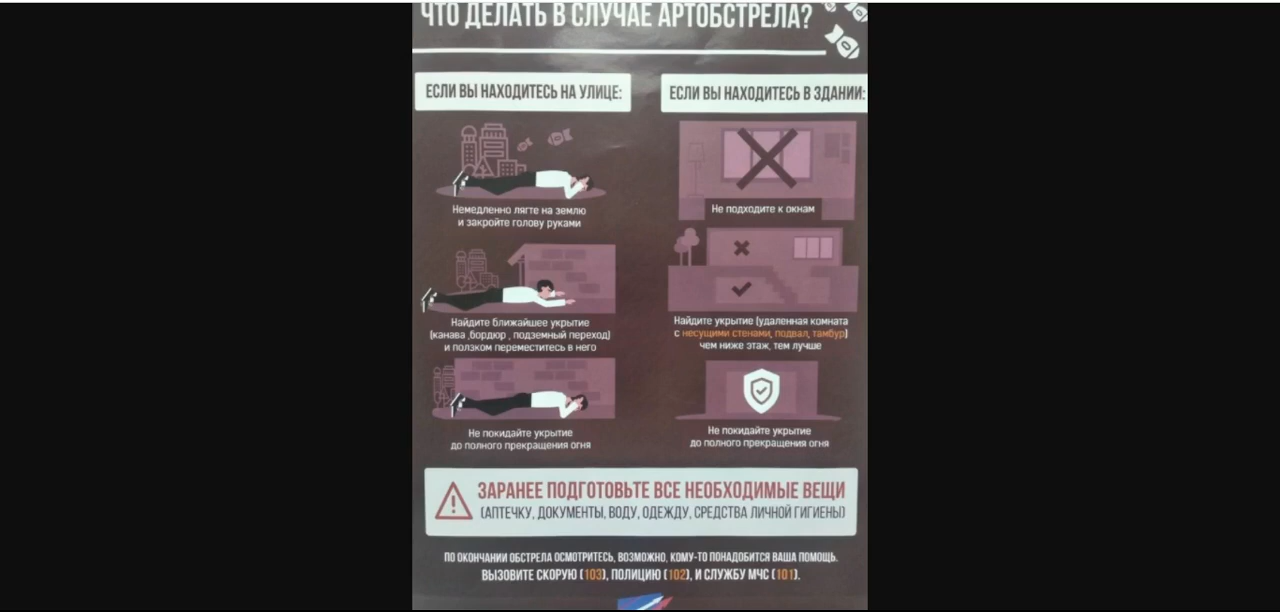 ЧТО ДЕЛАТЬ В СЛУЧАЕ АРТОБСТРЕЛА?
ЕСЛИ ВЫ НАХОДИТЕСЬ НА УЛИЦЕ:
Немедленно лягте на землю
и закройте голову руками
Найдите ближайшее укрытие
(канава ,бордюр , подземный переход)
и ползком переместитесь в него
Не покидайте укрытие
до полного прекращения огня
ЕСЛИ ВЫ НАХОДИТЕСЬ В ЗДАНИИ:
Не подходите к окнам
Найдите укрытие (удаленная комната
с несущими стенами, подвал, тамбур)
чем ниже этаж, тем лучше
Не покидайте укрытие
до полного прекращения огня
ЗАРАНЕЕ ПОДГОТОВЬТЕ ВСЕ НЕОБХОДИМЫЕ ВЕЩИ
(АПТЕЧКУ, ДОКУМЕНТЫ, ВОДУ, ОДЕЖДУ, СРЕДСТВА ЛИЧНОЙ ГИГИЕНЫ)
ПО ОКОНЧАНИИ ОБСТРЕЛА ОСМОТРИТЕСЬ, ВОЗМОЖНО, КОМУ-ТО ПОНАДОБИТСЯ ВАША ПОМОЩЬ.
ВЫЗОВИТЕ СКОРУЮ (103), ПОЛИЦИЮ (102), И СЛУЖБУ МЧС (101).